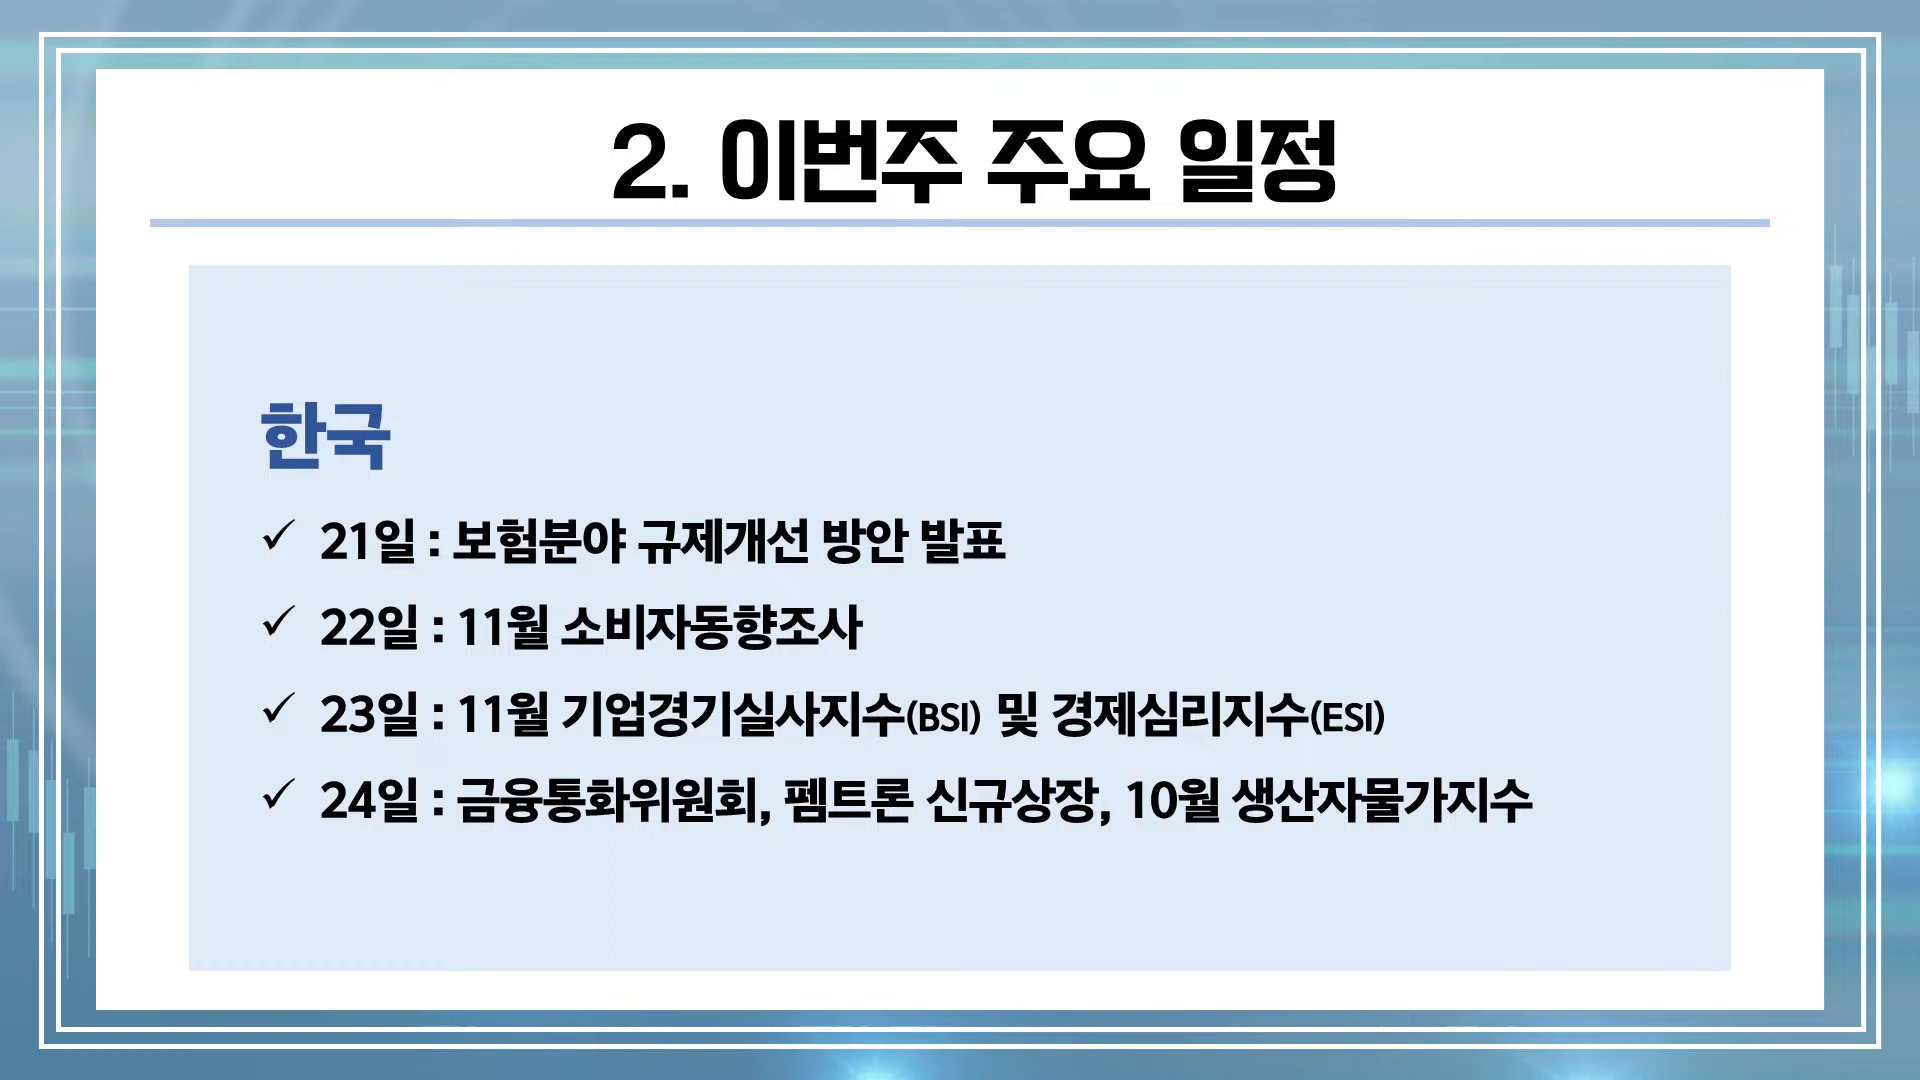 2. 이번주 주요 일정
한국
✓ 21일 : 보험분야 규제개선 방안 발표
✓ 22일 : 11월 소비자동향조사
✓ 23일 : 11월 기업경기실사지수(BSI) 및 경제심리지수(ESI)
✓ 24일 : 금융통화위원회, 펨트론 신규상장, 10월 생산자물가지수